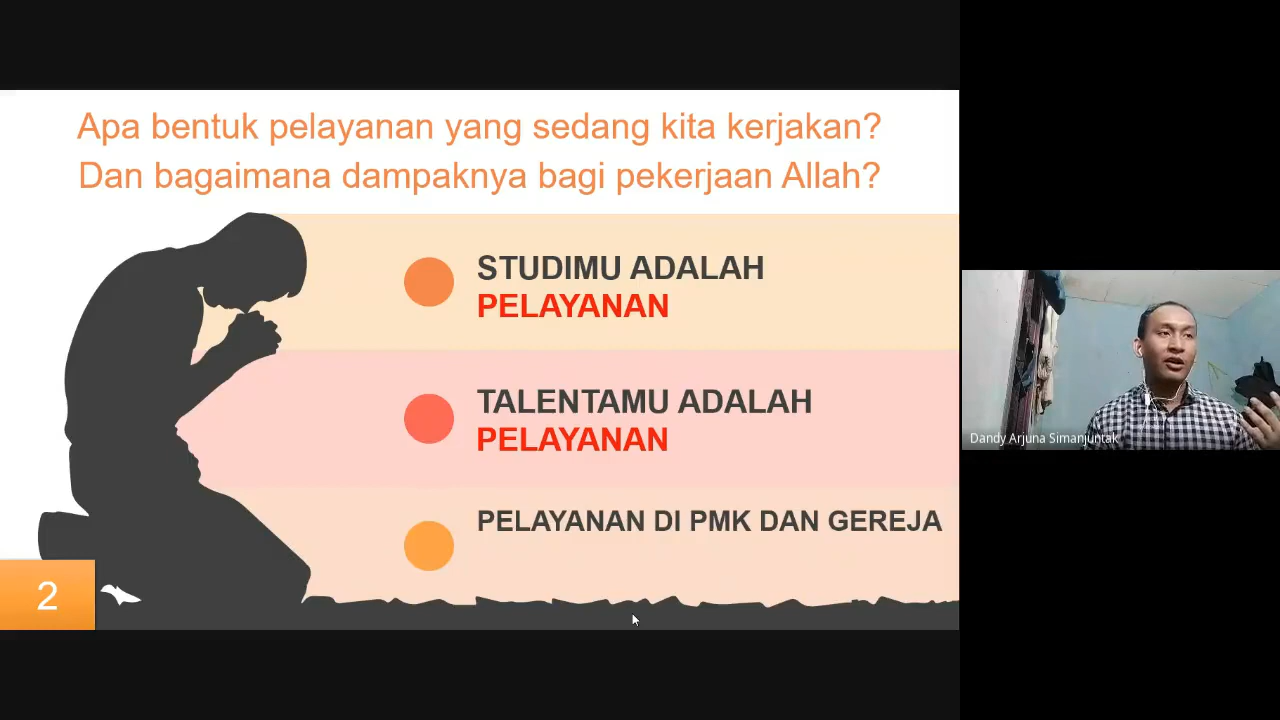 Apa bentuk pelayanan yang sedang kita kerjakan?
Dan bagaimana dampaknya bagi pekerjaan Allah?
STUDIMU ADALAH
PELAYANAN
TALENTAMU ADALAH
PELAYANAN
PELAYANAN DI PMK DAN GEREJA
2
Dandy Arjuna Simanjuntak